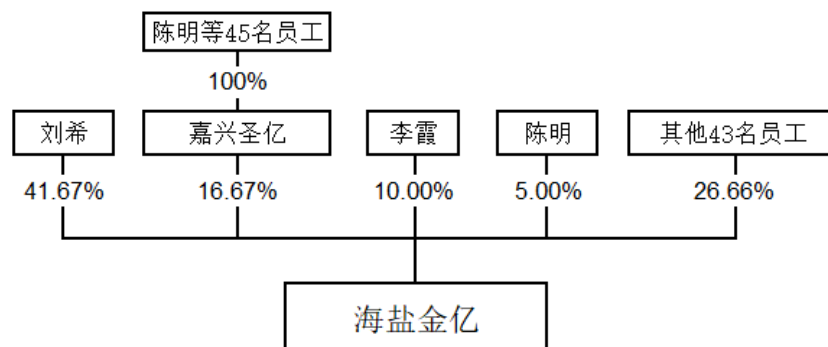 陈明等45名员工
100%
刘希
嘉兴圣亿
李霞
陈明
其他43名员工
41.67%
16.67%
10.00%
5.00%
26.66%
海盐金亿